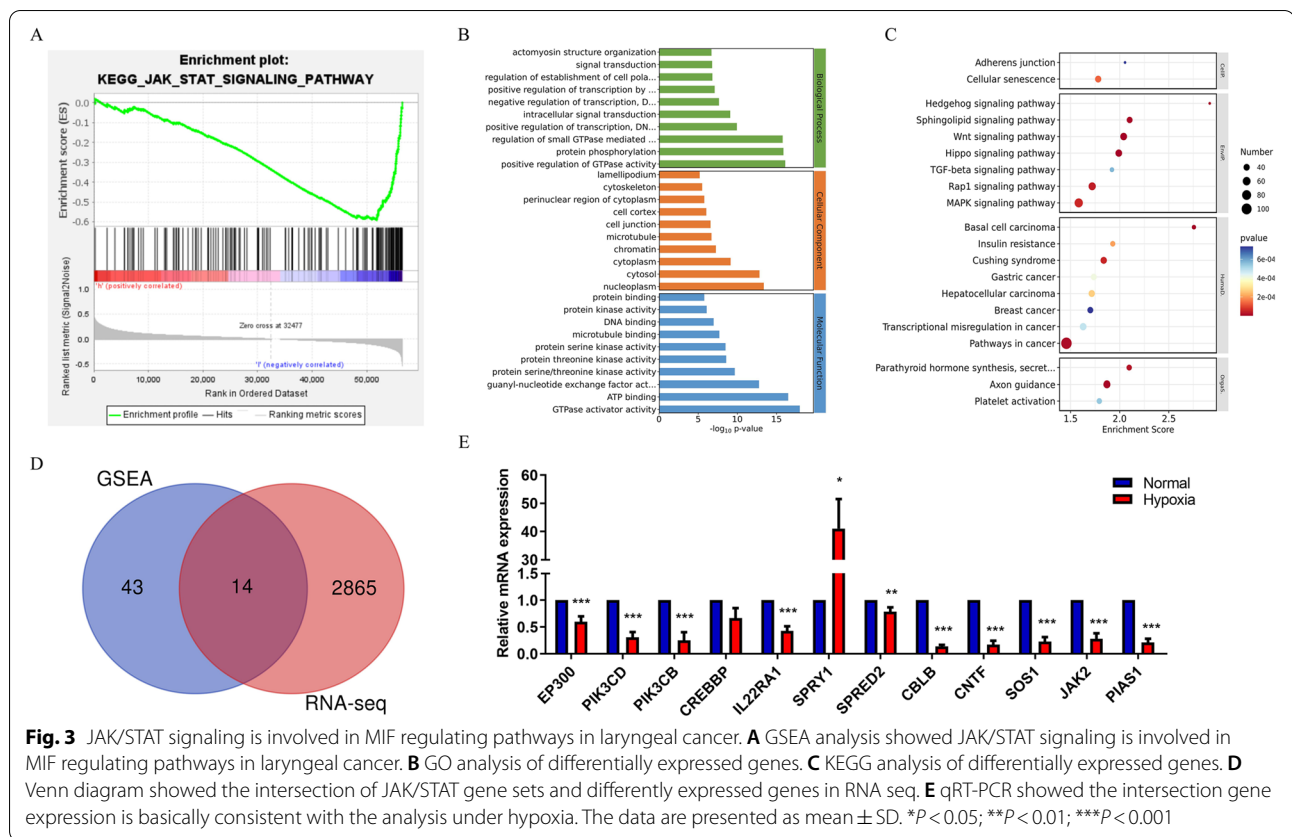 A
Enrichment plot:
KEGG_JAK_STAT_SIGNALING_PATHWAY
Enrichment score (ES)
0.0
-0.1
-0.2
-0.3
-0.4
-0.5
-0.6
'h' (positively correlated)
Ranked list metric (Signal2Noise)
1.0
0.5
0.0
-0.5
Zero cross at 32477
'l' (negatively correlated)
0
10,000
20,000
30,000
40,000
50,000
Rank in Ordered Dataset
Enrichment profile
Hits
Ranking metric scores
B
actomyosin structure organization
signal transduction
regulation of establishment of cell pola...
positive regulation of transcription by ...
negative regulation of transcription, D...
intracellular signal transduction
positive regulation of transcription, DN...
regulation of small GTPase mediated ...
protein phosphorylation
positive regulation of GTPase activity
Biological Process
lamellipodium
cytoskeleton
perinuclear region of cytoplasm
cell cortex
cell junction
microtubule
chromatin
cytoplasm
cytosol
nucleoplasm
Cellular Component
protein binding
protein kinase activity
DNA binding
microtubule binding
protein serine kinase activity
protein threonine kinase activity
protein serine/threonine kinase activity
guanyl-nucleotide exchange factor act...
ATP binding
GTPase activator activity
Molecular Function
0
5
10
15
-log10 p-value
C
Adherens junction
Cellular senescence
CellP.
Hedgehog signaling pathway
Sphingolipid signaling pathway
Wnt signaling pathway
Hippo signaling pathway
TGF-beta signaling pathway
Rap1 signaling pathway
MAPK signaling pathway
EnvIP.
Basal cell carcinoma
Insulin resistance
Cushing syndrome
Gastric cancer
Hepatocellular carcinoma
Breast cancer
Transcriptional misregulation in cancer
Pathways in cancer
HumaD.
Parathyroid hormone synthesis, secret...
Axon guidance
Platelet activation
OrgaS.
1.5
2.0
2.5
Enrichment Score
Number
40
60
80
100
pvalue
6e-04
4e-04
2e-04
D
GSEA
43
14
2865
RNA-seq
E
Relative mRNA expression
60
50
40
30
1.5
1.0
0.5
0.0
Normal
Hypoxia
***
***
***
***
*
**
***
***
***
***
***
EP300
PIK3CD
PIK3CB
CREBBP
IL22RA1
SPRY1
SPRED2
CBLB
CNTF
SOS1
JAK2
PIAS1
Fig. 3 JAK/STAT signaling is involved in MIF regulating pathways in laryngeal cancer. A GSEA analysis showed JAK/STAT signaling is involved in
MIF regulating pathways in laryngeal cancer. B GO analysis of differentially expressed genes. C KEGG analysis of differentially expressed genes. D
Venn diagram showed the intersection of JAK/STAT gene sets and differently expressed genes in RNA seq. E qRT-PCR showed the intersection gene
expression is basically consistent with the analysis under hypoxia. The data are presented as mean ± SD. *P < 0.05; **P < 0.01; ***P < 0.001